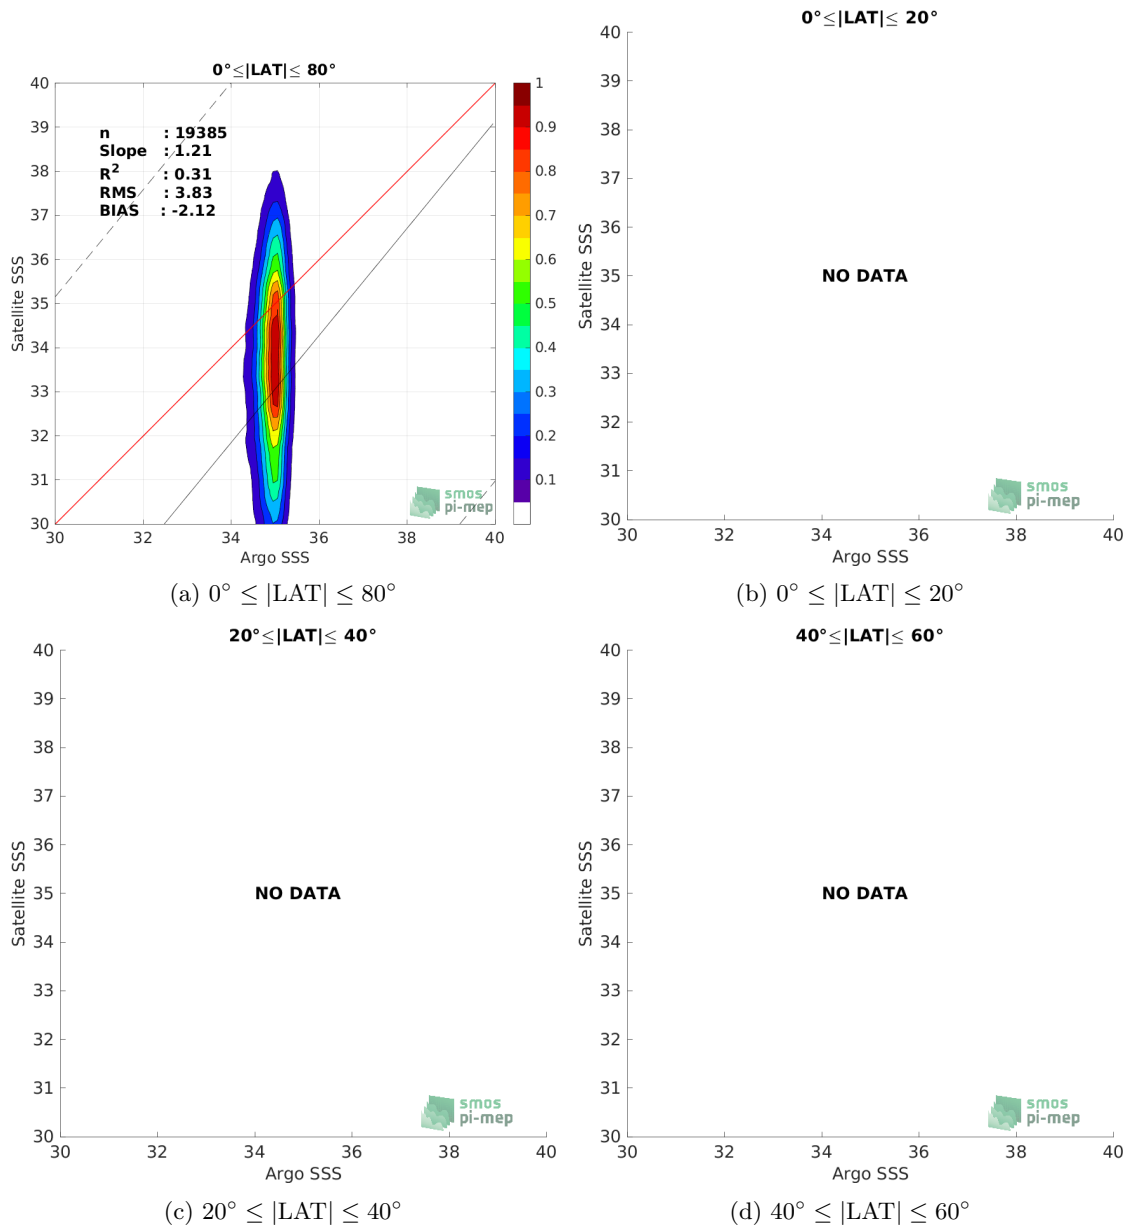 0°≤|LAT|≤ 80°
n : 19385
Slope : 1.21
R² : 0.31
RMS : 3.83
BIAS : -2.12
40
39
38
37
36
35
34
33
32
31
30
Satellite SSS
30 32 34 36 38 40
Argo SSS
1
0.9
0.8
0.7
0.6
0.5
0.4
0.3
0.2
0.1
smos
pi-mep
(a) 0° ≤ |LAT| ≤ 80°
0°≤|LAT|≤ 20°
40
39
38
37
36
35
34
33
32
31
30
Satellite SSS
NO DATA
smos
pi-mep
30 32 34 36 38 40
Argo SSS
(b) 0° ≤ |LAT| ≤ 20°
20°≤|LAT|≤ 40°
40
39
38
37
36
35
34
33
32
31
30
Satellite SSS
NO DATA
smos
pi-mep
30 32 34 36 38 40
Argo SSS
(c) 20° ≤ |LAT| ≤ 40°
40°≤|LAT|≤ 60°
40
39
38
37
36
35
34
33
32
31
30
Satellite SSS
NO DATA
smos
pi-mep
30 32 34 36 38 40
Argo SSS
(d) 40° ≤ |LAT| ≤ 60°